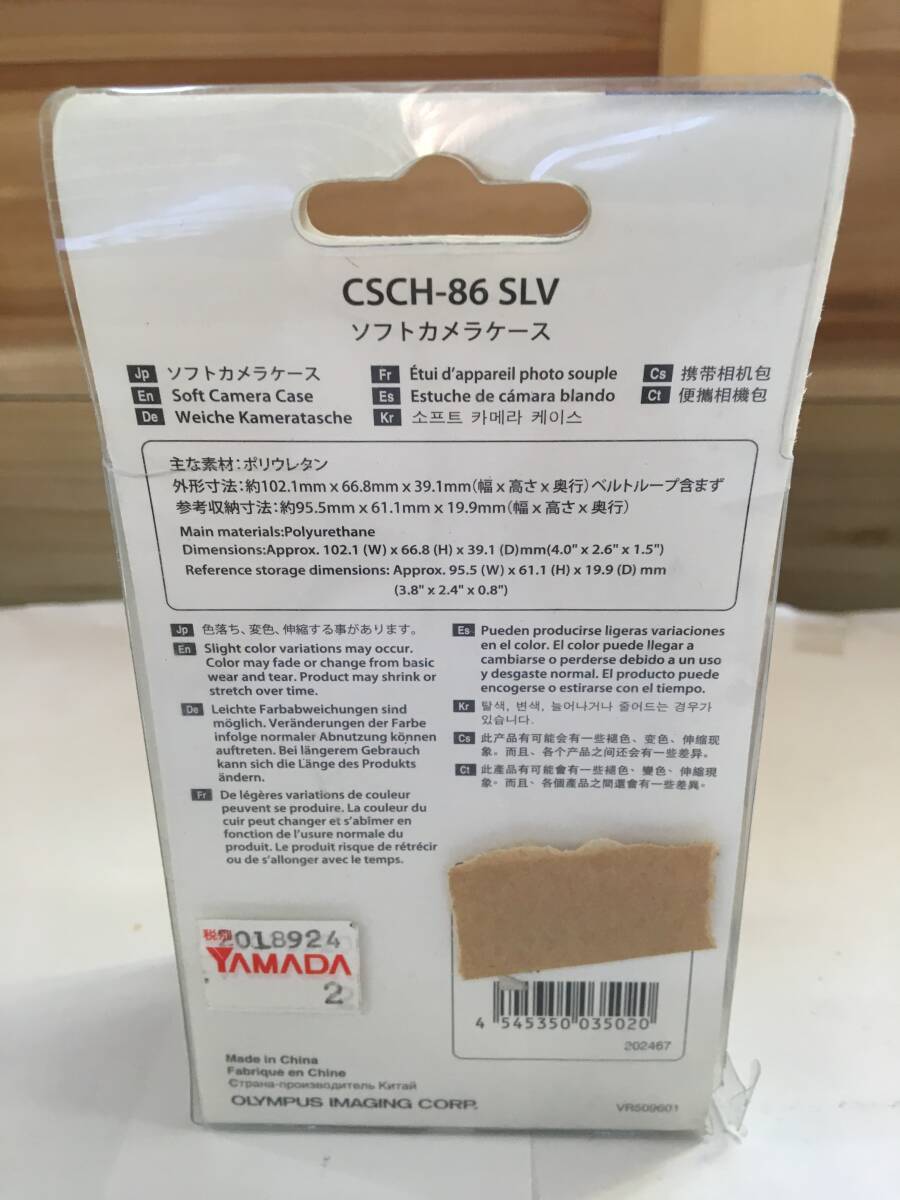 CSCH-86 SLV
ソフトカメラケース
Jp ソフトカメラケース
En Soft Camera Case
De Weiche Kameratasche
Fr Étui d'appareil photo souple
Es Estuche de cámara blando
Kr 소프트 카메라 케이스
Cs 携带相机包
Ct 便攜相機包
主な素材：ポリウレタン
外形寸法：約102.1mm x 66.8mm x 39.1mm（幅 x 高さ x 奥行）ベルトループ含まず
参考収納寸法：約95.5mm x 61.1mm x 19.9mm（幅 x 高さ x 奥行）
Main materials:Polyurethane
Dimensions:Approx. 102.1 (W) x 66.8 (H) x 39.1 (D)mm(4.0" x 2.6" x 1.5")
Reference storage dimensions: Approx. 95.5 (W) x 61.1 (H) x 19.9 (D) mm
(3.8" x 2.4" x 0.8")
Jp 色落ち、変色、伸縮する事があります。
En Slight color variations may occur.
Color may fade or change from basic
wear and tear. Product may shrink or
stretch over time.
De Leichte Farbabweichungen sind
möglich. Veränderungen der Farbe
infolge normaler Abnutzung können
auftreten. Bei längerem Gebrauch
kann sich die Länge des Produkts
ändern.
Fr De légères variations de couleur
peuvent se produire. La couleur du
cuir peut changer et s'abîmer en
fonction de l'usure normale du
produit. Le produit risque de rétrécir
ou de s'allonger avec le temps.
Es Pueden producirse ligeras variaciones
en el color. El color puede llegar a
cambiarse o perderse debido a un uso
y desgaste normal. El producto puede
encogerse o estirarse con el tiempo.
Kr 탈색, 변색, 늘어나거나 줄어드는 경우가
있습니다.
Cs 此产品有可能会有一些褪色、变色、伸缩现
象。而且、各个产品之间还会有一些差异。
Ct 此產品有可能會有一些褪色、變色、伸縮現
象。而且、各個產品之間還會有一些差異。
税別 2018924
YAMADA
2
4 545350 035020
202467
Made in China
Fabriqué en Chine
Страна-производитель Китай
OLYMPUS IMAGING CORP.
VR509601